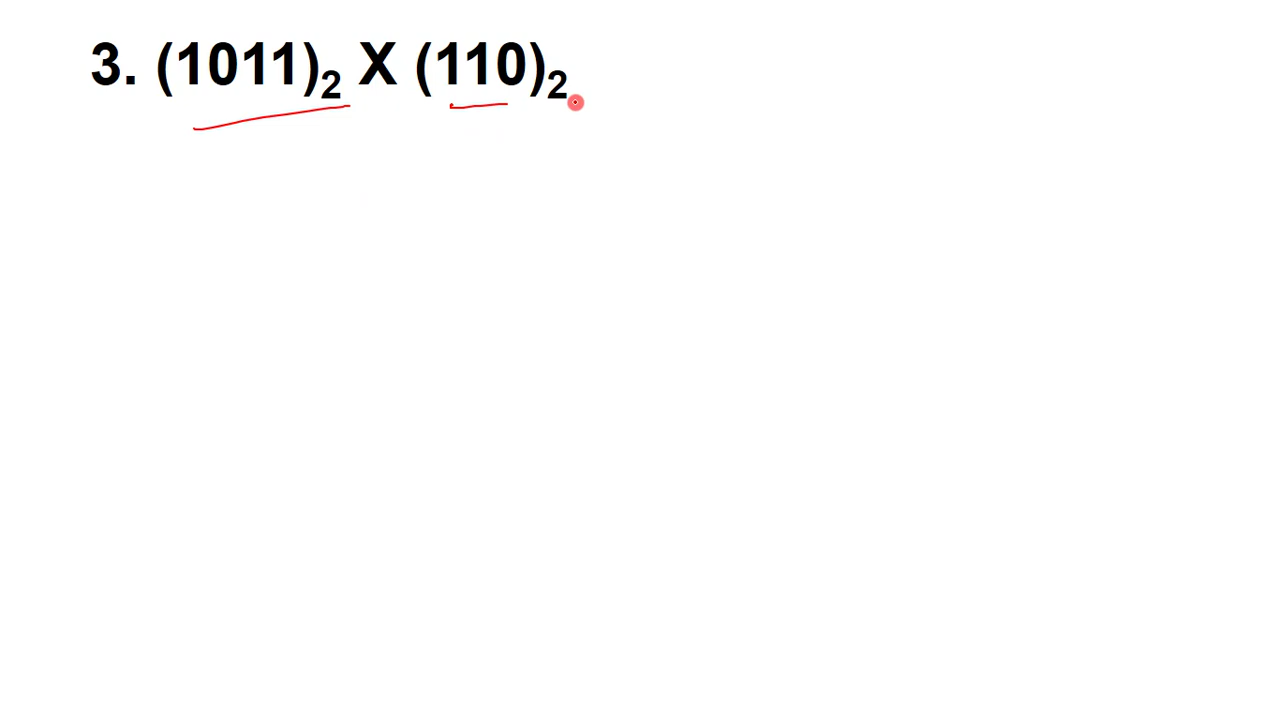 3. (1011)₂ X (110)₂